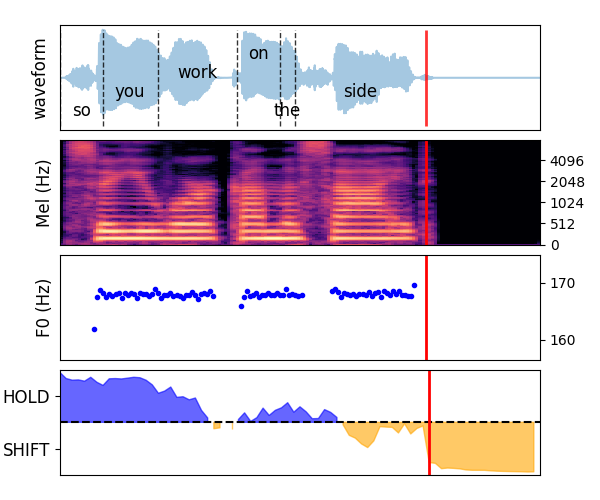 waveform
so
you
work
on
the
side
Mel (Hz)
4096
2048
1024
512
0
F0 (Hz)
170
160
HOLD
SHIFT